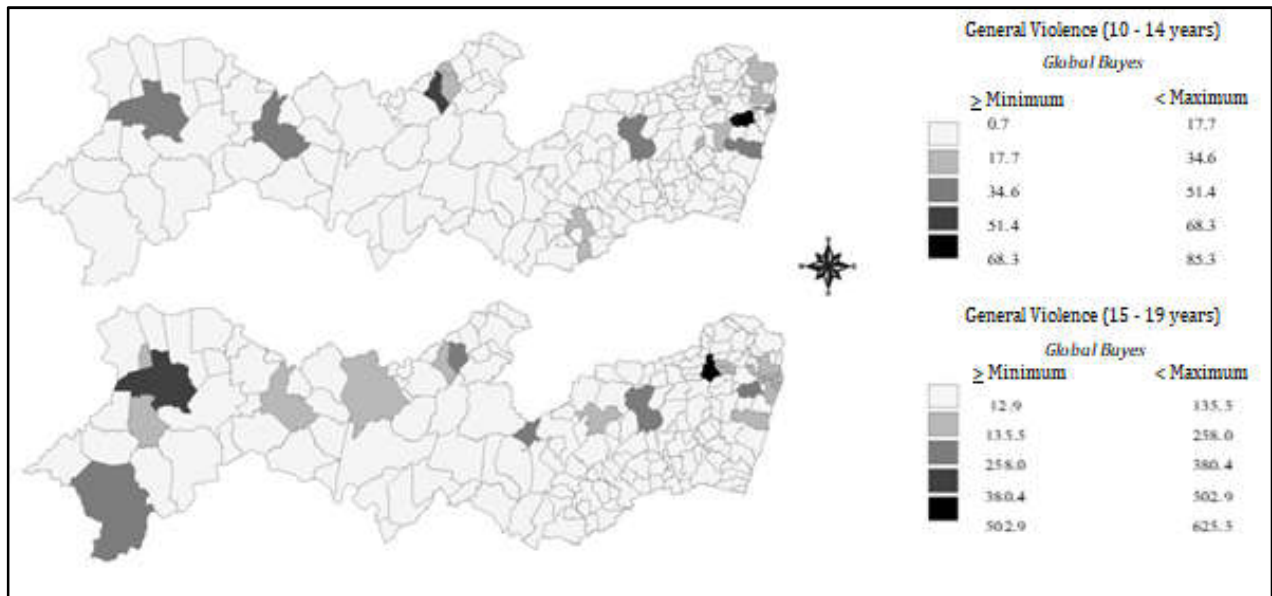 General Violence (10 - 14 years)
Global Bayes
≥ Minimum < Maximum
0.7 17.7
17.7 34.6
34.6 51.4
51.4 68.3
68.3 85.3
General Violence (15 - 19 years)
Global Bayes
≥ Minimum < Maximum
12.9 135.5
135.5 258.0
258.0 380.4
380.4 502.9
502.9 625.5